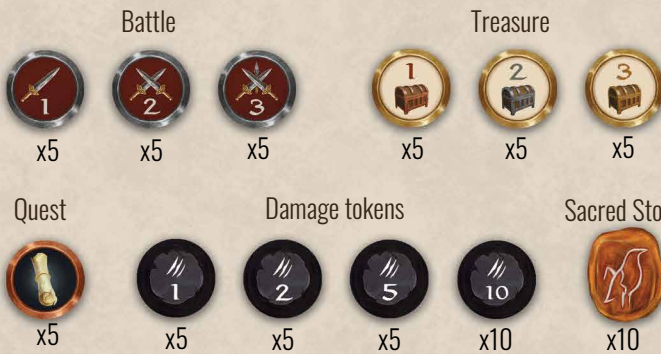 Battle Treasure
1 2 3 1 2 3
x5 x5 x5 x5 x5 x5
Quest Damage tokens Sacred
1 2 5 10
x5 x5 x5 x5 x10 x10